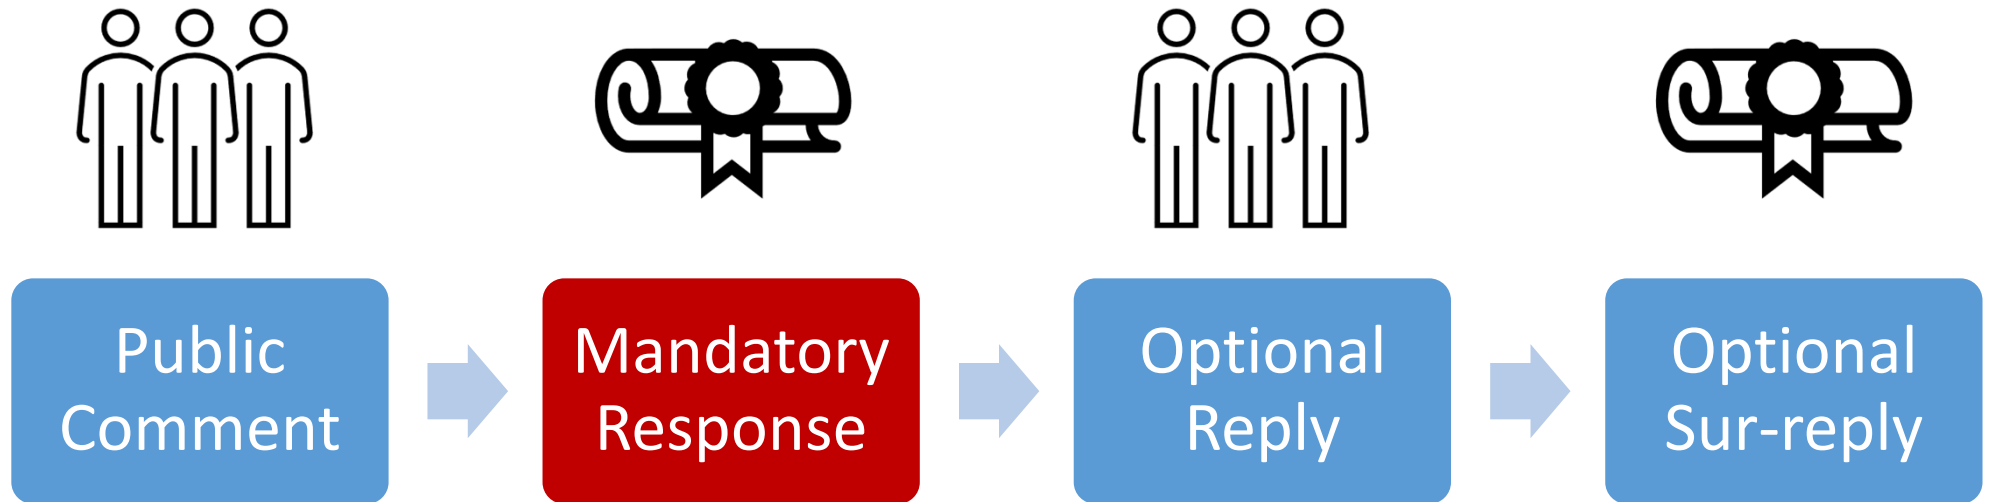 Public
Comment
Mandatory
Response
Optional
Reply
Optional
Sur-reply